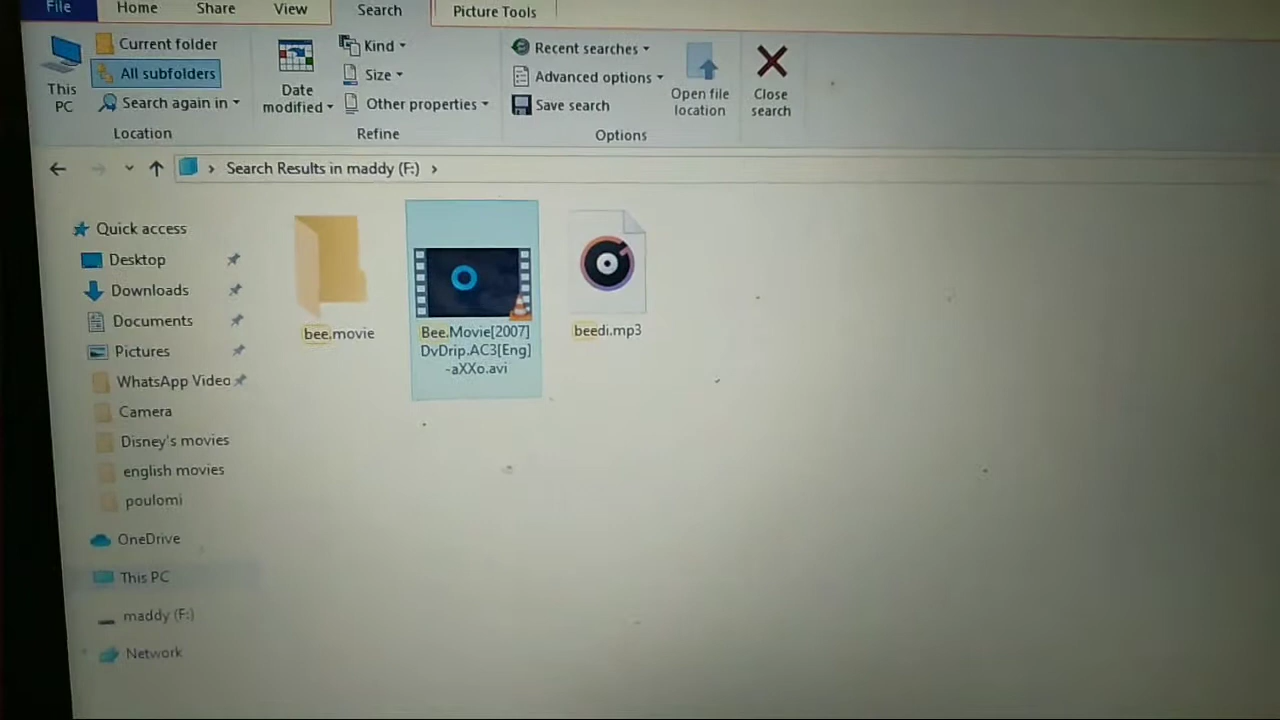 File
Home
Share
View
Search
Picture Tools
This
PC
Current folder
All subfolders
Search again in
Location
Date
modified
Kind
Size
Other properties
Refine
Recent searches
Advanced options
Save search
Options
Open file
location
Close
search
Search Results in maddy (F:)
Quick access
Desktop
Downloads
Documents
Pictures
WhatsApp Video
Camera
Disney's movies
english movies
poulomi
OneDrive
This PC
maddy (F:)
Network
bee.movie
Bee.Movie[2007]
DvDrip.AC3[Eng]
-aXXo.avi
beedi.mp3